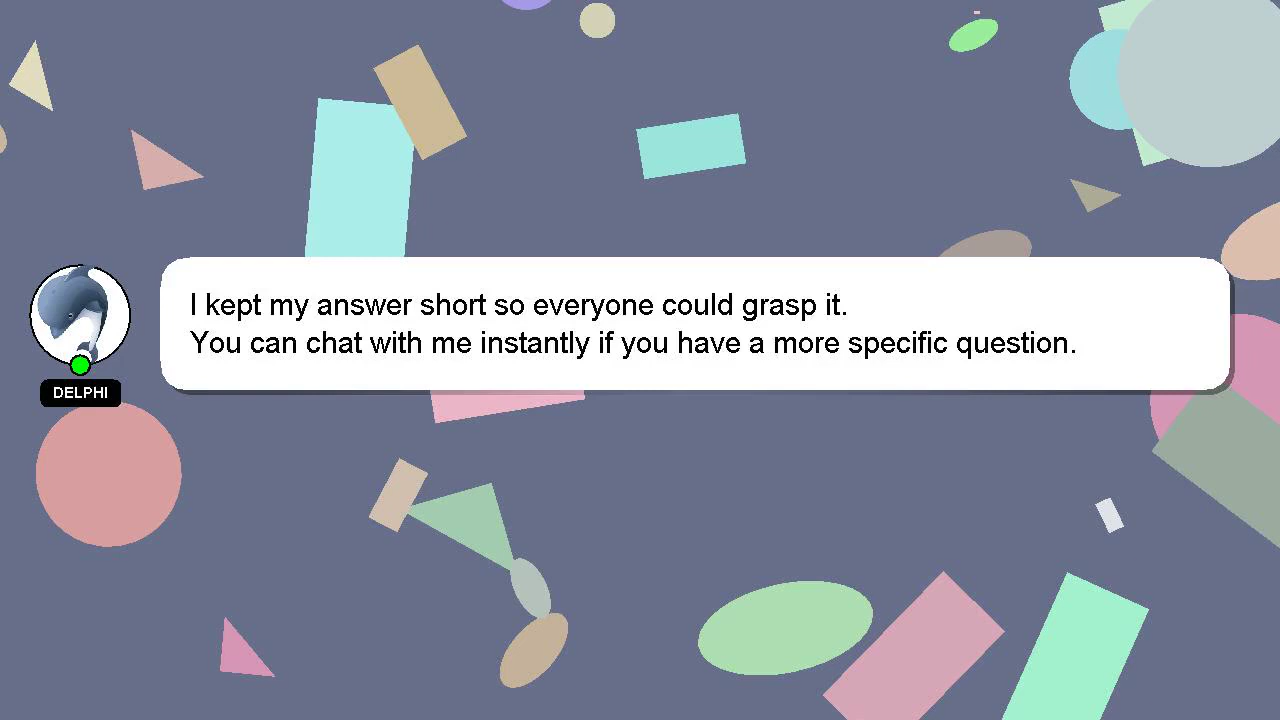 I kept my answer short so everyone could grasp it.
You can chat with me instantly if you have a more specific question.
DELPHI